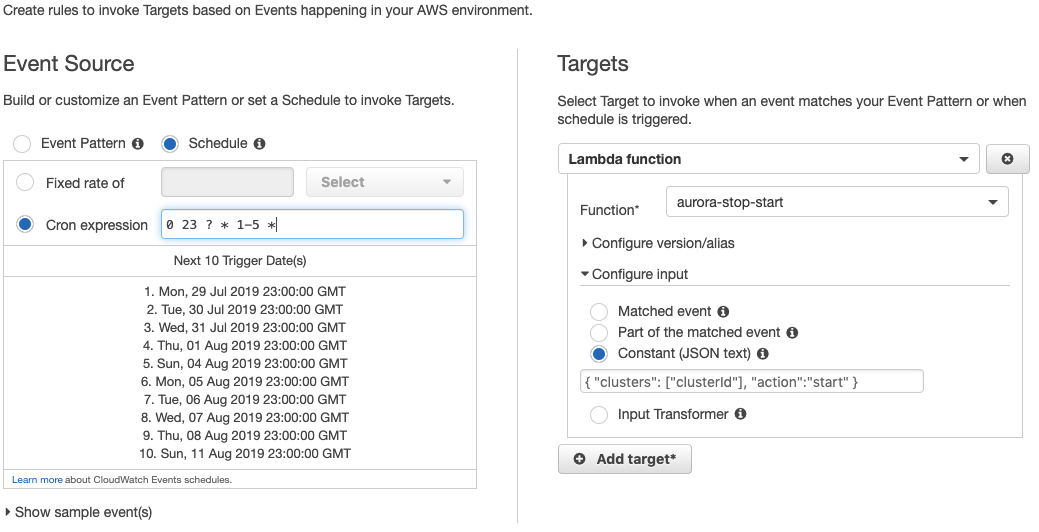 Create rules to invoke Targets based on Events happening in your AWS environment.
Event Source
Build or customize an Event Pattern or set a Schedule to invoke Targets.
Event Pattern
Schedule
Fixed rate of
Select
Cron expression
0 23 ? * 1-5 *
Next 10 Trigger Date(s)
1. Mon, 29 Jul 2019 23:00:00 GMT
2. Tue, 30 Jul 2019 23:00:00 GMT
3. Wed, 31 Jul 2019 23:00:00 GMT
4. Thu, 01 Aug 2019 23:00:00 GMT
5. Sun, 04 Aug 2019 23:00:00 GMT
6. Mon, 05 Aug 2019 23:00:00 GMT
7. Tue, 06 Aug 2019 23:00:00 GMT
8. Wed, 07 Aug 2019 23:00:00 GMT
9. Thu, 08 Aug 2019 23:00:00 GMT
10. Sun, 11 Aug 2019 23:00:00 GMT
Learn more about CloudWatch Events schedules.
Show sample event(s)
Targets
Select Target to invoke when an event matches your Event Pattern or when
schedule is triggered.
Lambda function
Function*
aurora-stop-start
Configure version/alias
Configure input
Matched event
Part of the matched event
Constant (JSON text)
{ "clusters": ["clusterId"], "action":"start" }
Input Transformer
Add target*